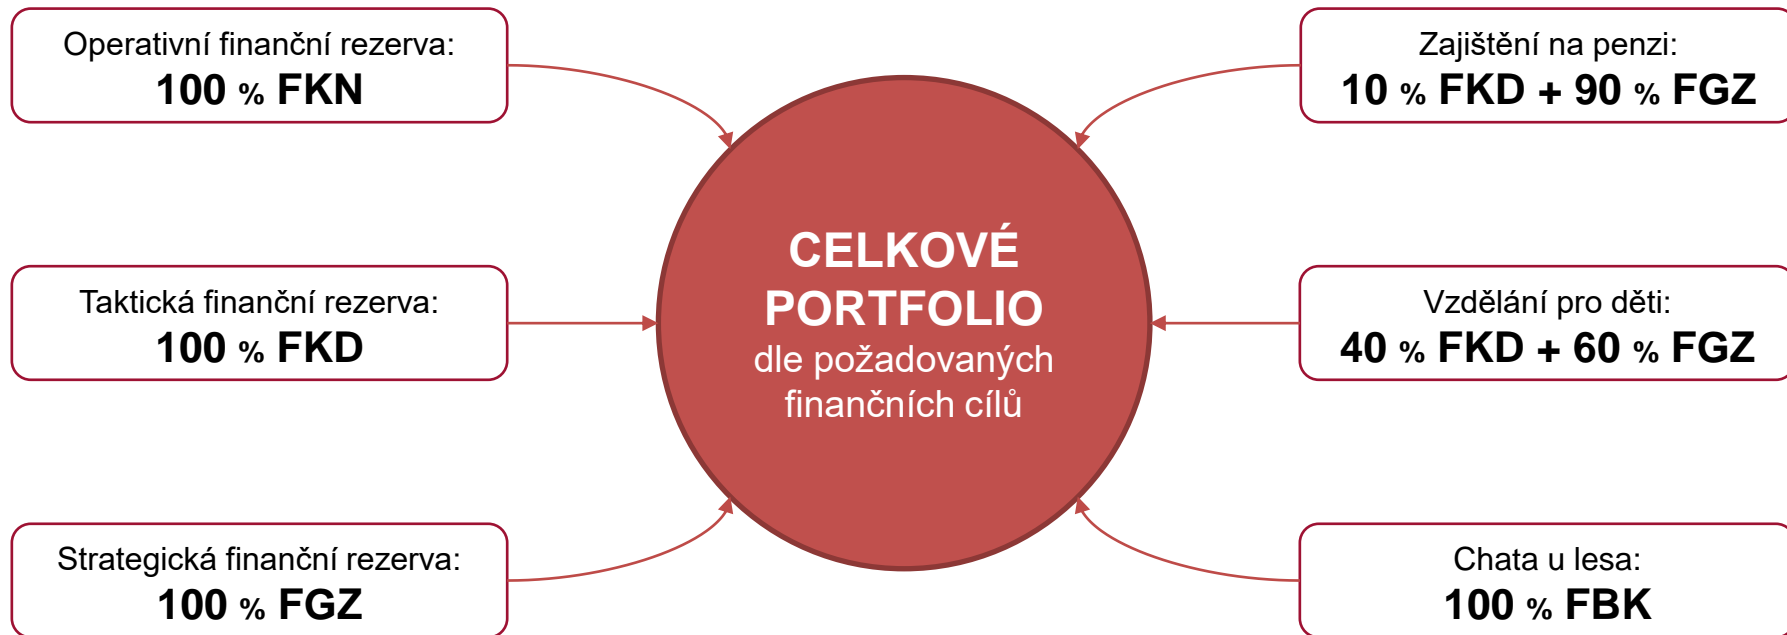 Operativní finanční rezerva:
100 % FKN
Taktická finanční rezerva:
100 % FKD
Strategická finanční rezerva:
100 % FGZ
CELKOVÉ
PORTFOLIO
dle požadovaných
finančních cílů
Zajištění na penzi:
10 % FKD + 90 % FGZ
Vzdělání pro děti:
40 % FKD + 60 % FGZ
Chata u lesa:
100 % FBK